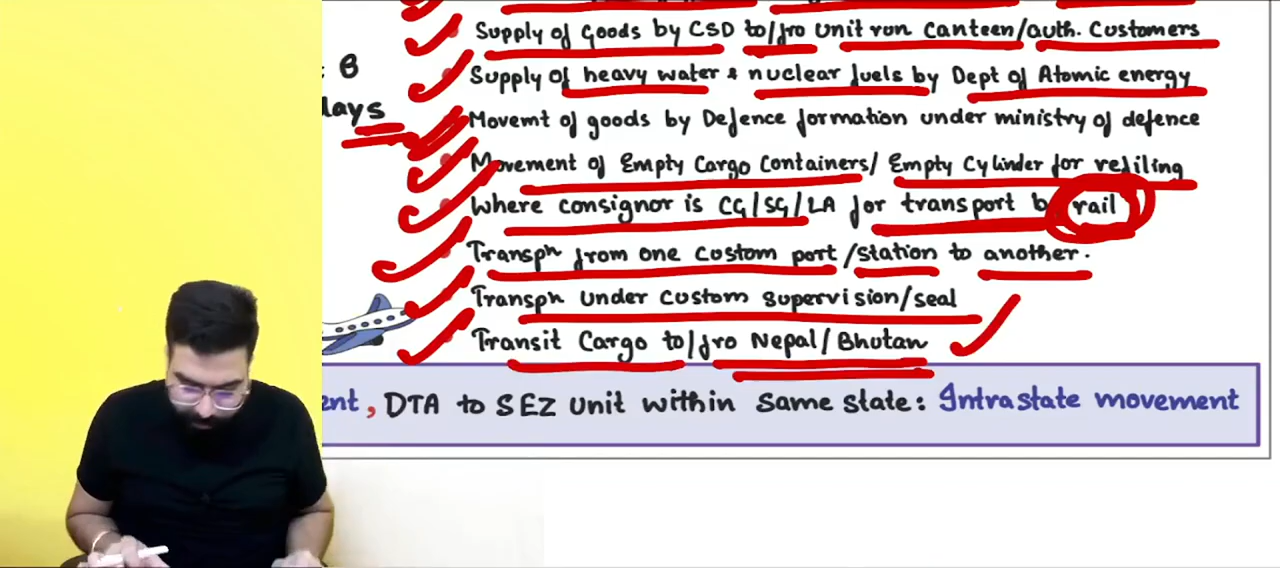 Supply of Goods by CSD to/fro unit run Canteen/auth. Customers
B
Supply of heavy water & nuclear fuels by Dept of Atomic energy
days
Movemt of goods by Defence formation under ministry of defence
Movement of Empty Cargo Containers/ Empty Cylinder for refiling
Where consignor is CG/SG/LA for transport by rail
Transpn from one custom port /station to another.
Transpn under custom supervision/seal
Transit Cargo to/fro Nepal/Bhutan
ent, DTA to SEZ unit within same state: Intrastate movement